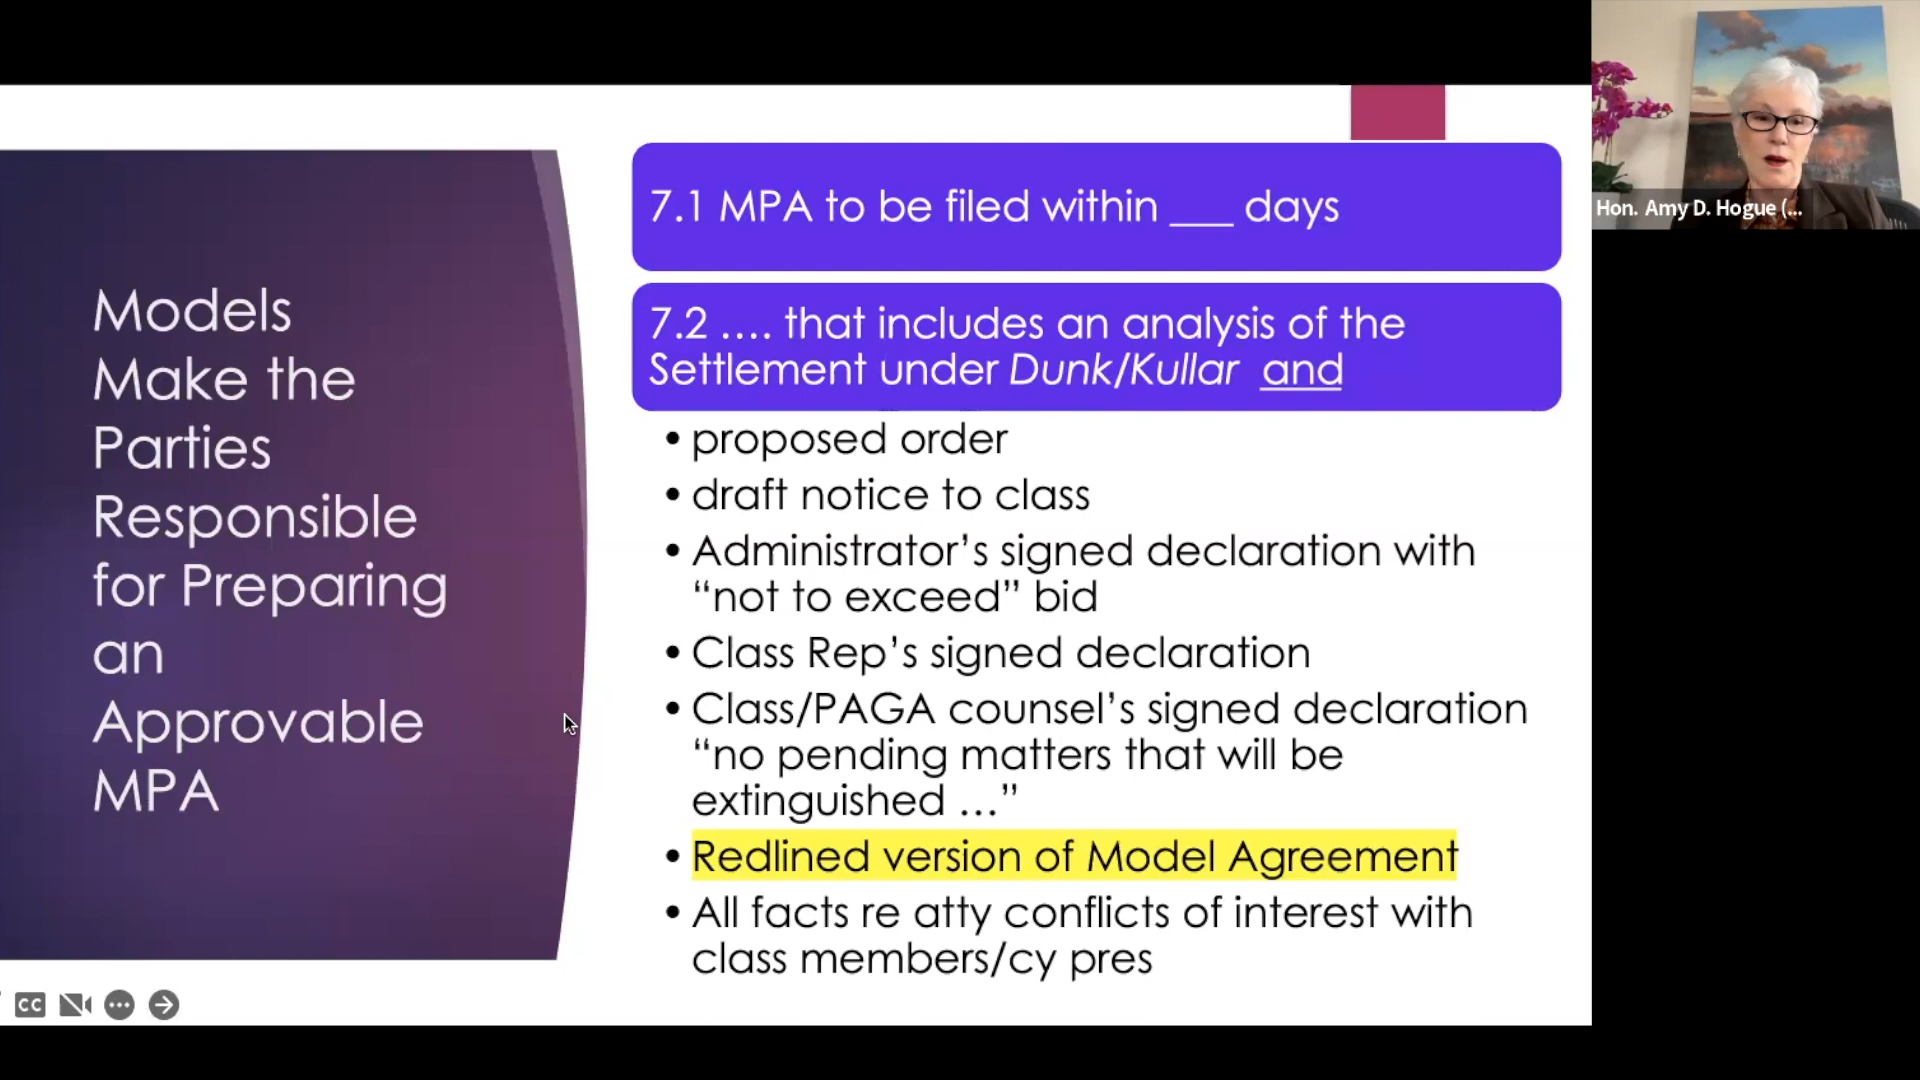 Models
Make the
Parties
Responsible
for Preparing
an
Approvable
MPA
7.1 MPA to be filed within ___ days
7.2 .... that includes an analysis of the
Settlement under Dunk/Kullar and
• proposed order
• draft notice to class
• Administrator’s signed declaration with
“not to exceed” bid
• Class Rep’s signed declaration
• Class/PAGA counsel’s signed declaration
“no pending matters that will be
extinguished …”
• Redlined version of Model Agreement
• All facts re atty conflicts of interest with
class members/cy pres
Hon. Amy D. Hogue (...
CC